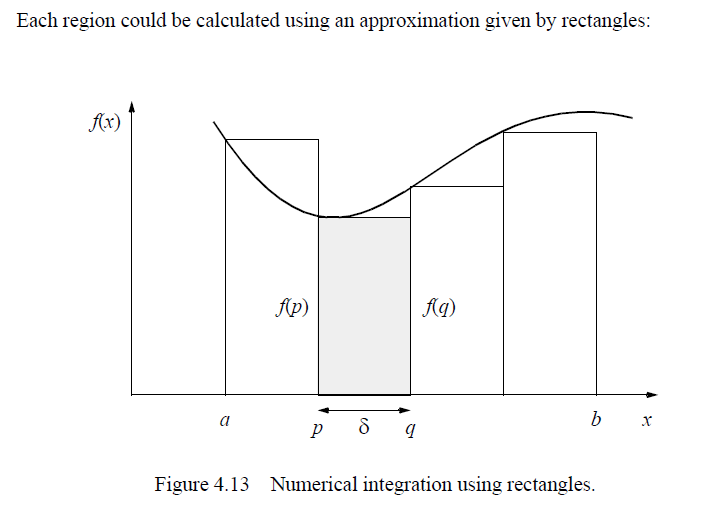 Each region could be calculated using an approximation given by rectangles:
f(x)
f(p) f(q)
a p δ q b x
Figure 4.13 Numerical integration using rectangles.